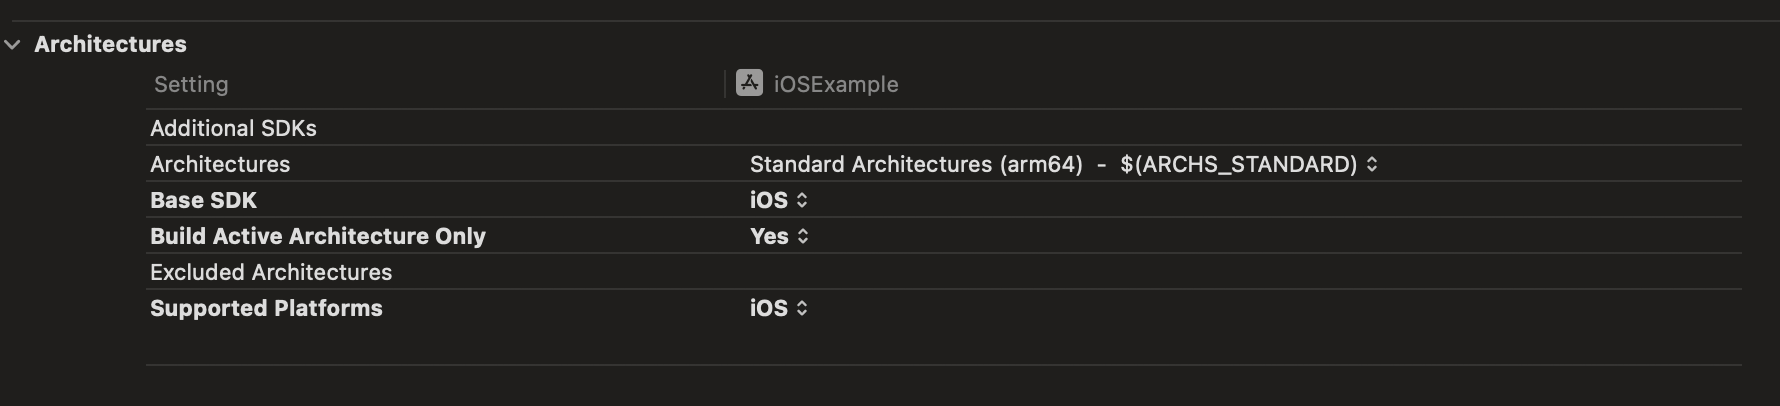 Architectures
Setting iOSExample
Additional SDKs
Architectures Standard Architectures (arm64) - $(ARCHS_STANDARD)
Base SDK iOS
Build Active Architecture Only Yes
Excluded Architectures
Supported Platforms iOS